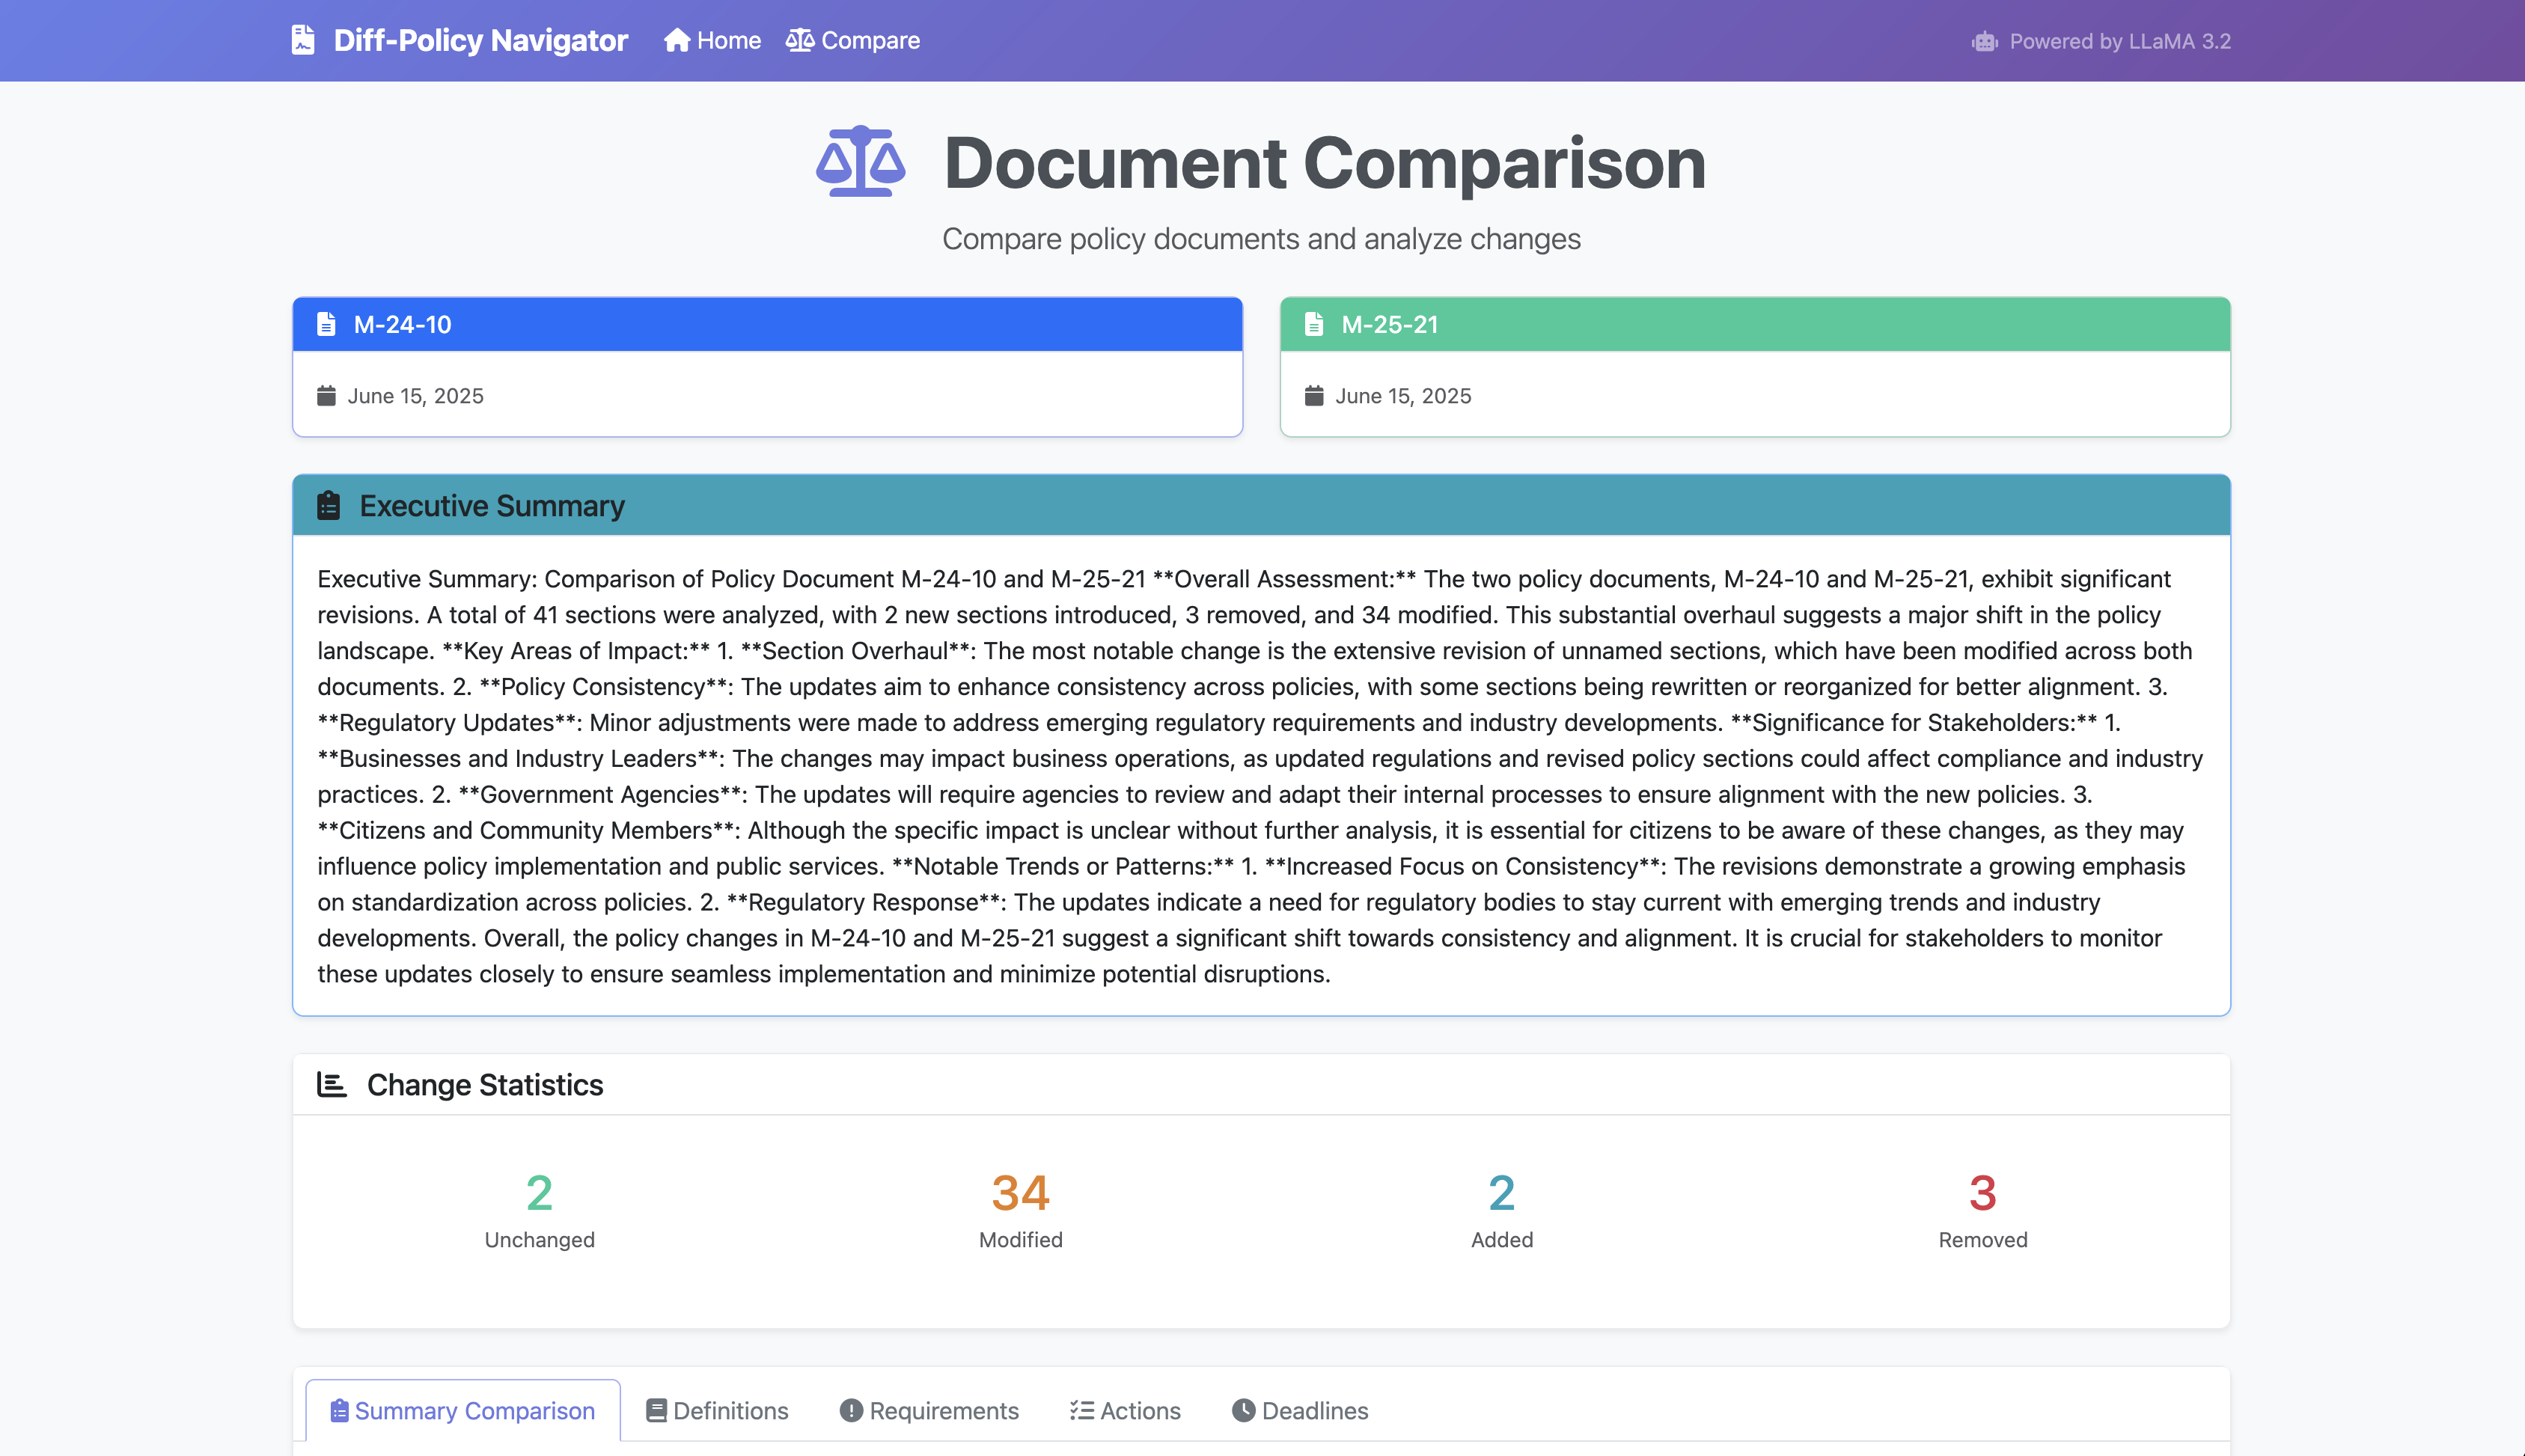 Diff-Policy Navigator
Home
Compare
Powered by LLaMA 3.2
Document Comparison
Compare policy documents and analyze changes
M-24-10
June 15, 2025
M-25-21
June 15, 2025
Executive Summary
Executive Summary: Comparison of Policy Document M-24-10 and M-25-21 **Overall Assessment:** The two policy documents, M-24-10 and M-25-21, exhibit significant
revisions. A total of 41 sections were analyzed, with 2 new sections introduced, 3 removed, and 34 modified. This substantial overhaul suggests a major shift in the policy
landscape. **Key Areas of Impact:** 1. **Section Overhaul**: The most notable change is the extensive revision of unnamed sections, which have been modified across both
documents. 2. **Policy Consistency**: The updates aim to enhance consistency across policies, with some sections being rewritten or reorganized for better alignment. 3.
**Regulatory Updates**: Minor adjustments were made to address emerging regulatory requirements and industry developments. **Significance for Stakeholders:** 1.
**Businesses and Industry Leaders**: The changes may impact business operations, as updated regulations and revised policy sections could affect compliance and industry
practices. 2. **Government Agencies**: The updates will require agencies to review and adapt their internal processes to ensure alignment with the new policies. 3.
**Citizens and Community Members**: Although the specific impact is unclear without further analysis, it is essential for citizens to be aware of these changes, as they may
influence policy implementation and public services. **Notable Trends or Patterns:** 1. **Increased Focus on Consistency**: The revisions demonstrate a growing emphasis
on standardization across policies. 2. **Regulatory Response**: The updates indicate a need for regulatory bodies to stay current with emerging trends and industry
developments. Overall, the policy changes in M-24-10 and M-25-21 suggest a significant shift towards consistency and alignment. It is crucial for stakeholders to monitor
these updates closely to ensure seamless implementation and minimize potential disruptions.
Change Statistics
2
Unchanged
34
Modified
2
Added
3
Removed
Summary Comparison
Definitions
Requirements
Actions
Deadlines